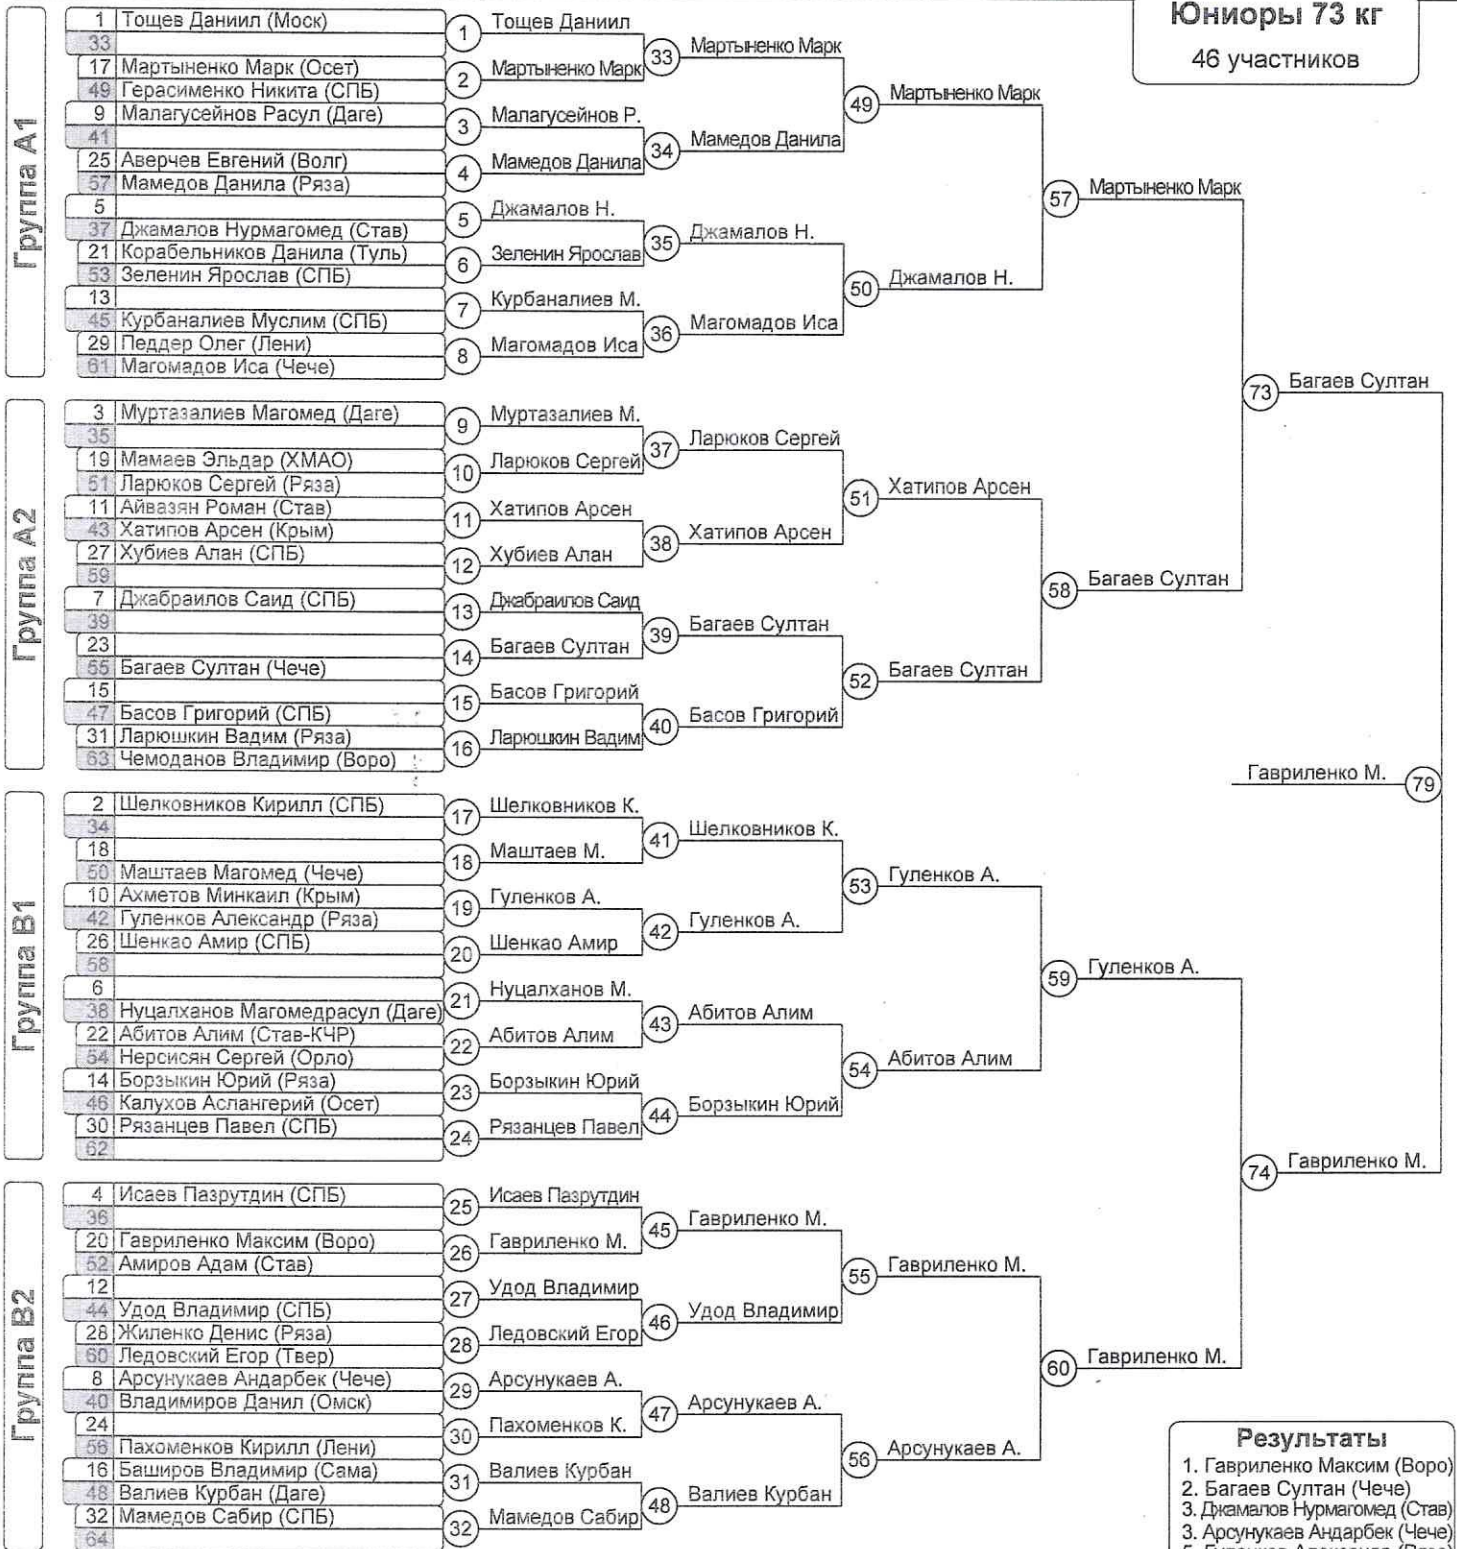 Юниоры 73 кг
46 участников
Группа A1
1 Тощев Даниил (Моск)
33
17 Мартыненко Марк (Осет)
49 Герасименко Никита (СПБ)
9 Малагусейнов Расул (Даге)
41
25 Аверчев Евгений (Волг)
57 Мамедов Данила (Ряза)
5
37 Джамалов Нурмагомед (Став)
21 Корабельников Данила (Туль)
53 Зеленин Ярослав (СПБ)
13
45 Курбаналиев Муслим (СПБ)
29 Педдер Олег (Лени)
61 Магомадов Иса (Чече)
1 Тощев Даниил
2 Мартыненко Марк
3 Малагусейнов Р.
4 Мамедов Данила
5 Джамалов Н.
6 Зеленин Ярослав
7 Курбаналиев М.
8 Магомадов Иса
33 Мартыненко Марк
34 Мамедов Данила
35 Джамалов Н.
36 Магомадов Иса
49 Мартыненко Марк
50 Джамалов Н.
57 Мартыненко Марк
Группа A2
3 Муртазалиев Магомед (Даге)
35
19 Мамаев Эльдар (ХМАО)
51 Ларюков Сергей (Ряза)
11 Айвазян Роман (Став)
43 Хатипов Арсен (Крым)
27 Хубиев Алан (СПБ)
59
7 Джабраилов Саид (СПБ)
39
23
55 Багаев Султан (Чече)
15
47 Басов Григорий (СПБ)
31 Ларюшкин Вадим (Ряза)
63 Чемоданов Владимир (Воро)
9 Муртазалиев М.
10 Ларюков Сергей
11 Хатипов Арсен
12 Хубиев Алан
13 Джабраилов Саид
14 Багаев Султан
15 Басов Григорий
16 Ларюшкин Вадим
37 Ларюков Сергей
38 Хатипов Арсен
39 Багаев Султан
40 Басов Григорий
51 Хатипов Арсен
52 Багаев Султан
58 Багаев Султан
73 Багаев Султан
Гавриленко М. 79
Группа B1
2 Шелковников Кирилл (СПБ)
34
18
50 Маштаев Магомед (Чече)
10 Ахметов Минкаил (Крым)
42 Гуленков Александр (Ряза)
26 Шенкао Амир (СПБ)
58
6
38 Нуцалханов Магомедрасул (Даге)
22 Абитов Алим (Став-КЧР)
54 Нерсисян Сергей (Орло)
14 Борзыкин Юрий (Ряза)
46 Калухов Аслангерий (Осет)
30 Рязанцев Павел (СПБ)
62
17 Шелковников К.
18 Маштаев М.
19 Гуленков А.
20 Шенкао Амир
21 Нуцалханов М.
22 Абитов Алим
23 Борзыкин Юрий
24 Рязанцев Павел
41 Шелковников К.
42 Гуленков А.
43 Абитов Алим
44 Борзыкин Юрий
53 Гуленков А.
54 Абитов Алим
59 Гуленков А.
74 Гавриленко М.
Группа B2
4 Исаев Пазрутдин (СПБ)
36
20 Гавриленко Максим (Воро)
52 Амиров Адам (Став)
12
44 Удод Владимир (СПБ)
28 Жиленко Денис (Ряза)
60 Ледовский Егор (Твер)
8 Арсунукаев Андарбек (Чече)
40 Владимиров Данил (Омск)
24
56 Пахоменков Кирилл (Лени)
16 Баширов Владимир (Сама)
48 Валиев Курбан (Даге)
32 Мамедов Сабир (СПБ)
64
25 Исаев Пазрутдин
26 Гавриленко М.
27 Удод Владимир
28 Ледовский Егор
29 Арсунукаев А.
30 Пахоменков К.
31 Валиев Курбан
32 Мамедов Сабир
45 Гавриленко М.
46 Удод Владимир
47 Арсунукаев А.
48 Валиев Курбан
55 Гавриленко М.
56 Арсунукаев А.
60 Гавриленко М.
Результаты
1. Гавриленко Максим (Воро)
2. Багаев Султан (Чече)
3. Джамалов Нурмагомед (Став)
3. Арсунукаев Андарбек (Чече)